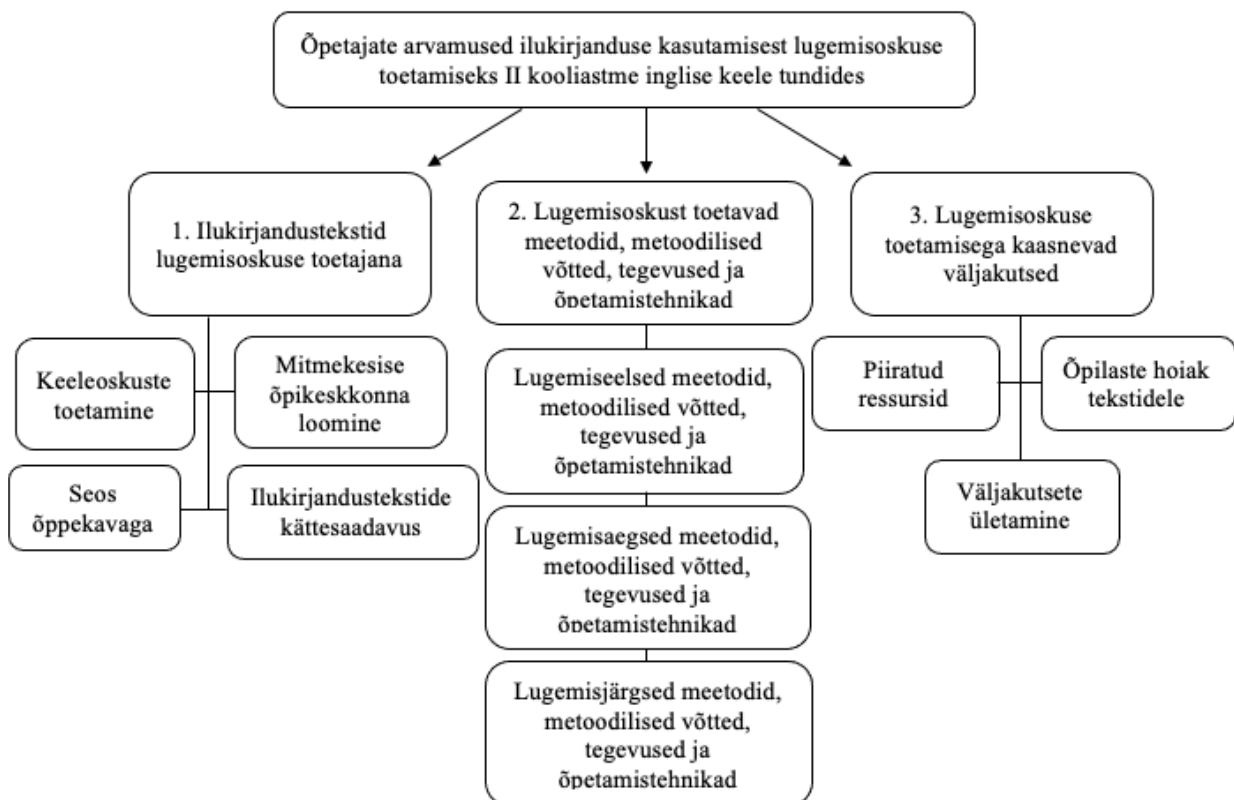 Õpetajate arvamused ilukirjanduse kasutamisest lugemisoskuse
toetamiseks II kooliastme inglise keele tundides
1. Ilukirjandustekstid
lugemisoskuse toetajana
Keeleoskuste
toetamine
Mitmekesise
õpikeskkonna
loomine
Seos
õppekavaga
Ilukirjandustekstide
kättesaadavus
2. Lugemisoskust toetavad
meetodid, metoodilised
võtted, tegevused ja
õpetamistehnikad
Lugemiseelsed meetodid,
metoodilised võtted,
tegevused ja
õpetamistehnikad
Lugemisaegsed meetodid,
metoodilised võtted,
tegevused ja
õpetamistehnikad
Lugemisjärgsed meetodid,
metoodilised võtted,
tegevused ja
õpetamistehnikad
3. Lugemisoskuse
toetamisega kaasnevad
väljakutsed
Piiratud
ressursid
Õpilaste hoiak
tekstidele
Väljakutsete
ületamine